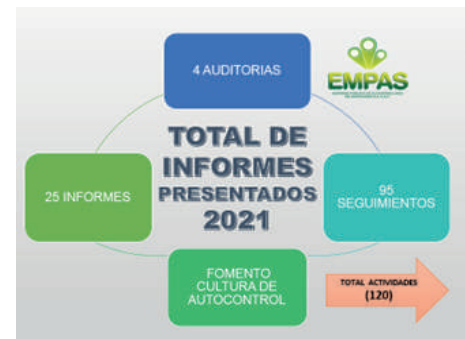 4 AUDITORIAS
EMPAS
TOTAL DE
INFORMES
PRESENTADOS
2021
25 INFORMES
95
SEGUIMIENTOS
FOMENTO
CULTURA DE
AUTOCONTROL
TOTAL ACTIVIDADES
(120)